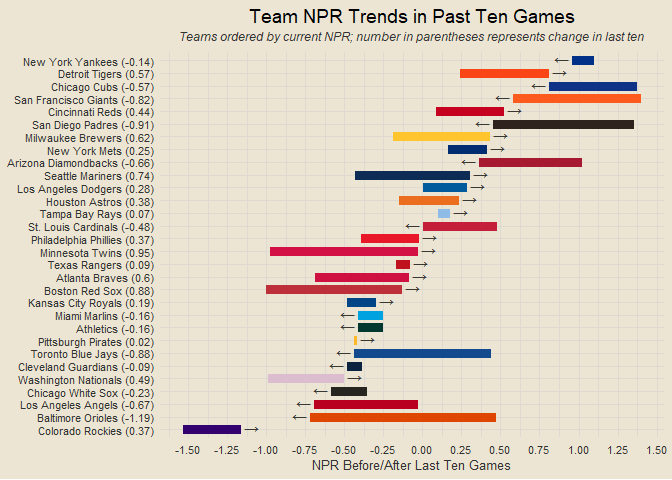 Team NPR Trends in Past Ten Games
Teams ordered by current NPR; number in parentheses represents change in last ten
New York Yankees (-0.14)
Detroit Tigers (0.57)
Chicago Cubs (-0.57)
San Francisco Giants (-0.82)
Cincinnati Reds (0.44)
San Diego Padres (-0.91)
Milwaukee Brewers (0.62)
New York Mets (0.25)
Arizona Diamondbacks (-0.66)
Seattle Mariners (0.74)
Los Angeles Dodgers (0.28)
Houston Astros (0.38)
Tampa Bay Rays (0.07)
St. Louis Cardinals (-0.48)
Philadelphia Phillies (0.37)
Minnesota Twins (0.95)
Texas Rangers (0.09)
Atlanta Braves (0.6)
Boston Red Sox (0.88)
Kansas City Royals (0.19)
Miami Marlins (-0.16)
Athletics (-0.16)
Pittsburgh Pirates (0.02)
Toronto Blue Jays (-0.88)
Cleveland Guardians (-0.09)
Washington Nationals (0.49)
Chicago White Sox (-0.23)
Los Angeles Angels (-0.67)
Baltimore Orioles (-1.19)
Colorado Rockies (0.37)
-1.50 -1.25 -1.00 -0.75 -0.50 -0.25 0.00 0.25 0.50 0.75 1.00 1.25 1.50
NPR Before/After Last Ten Games